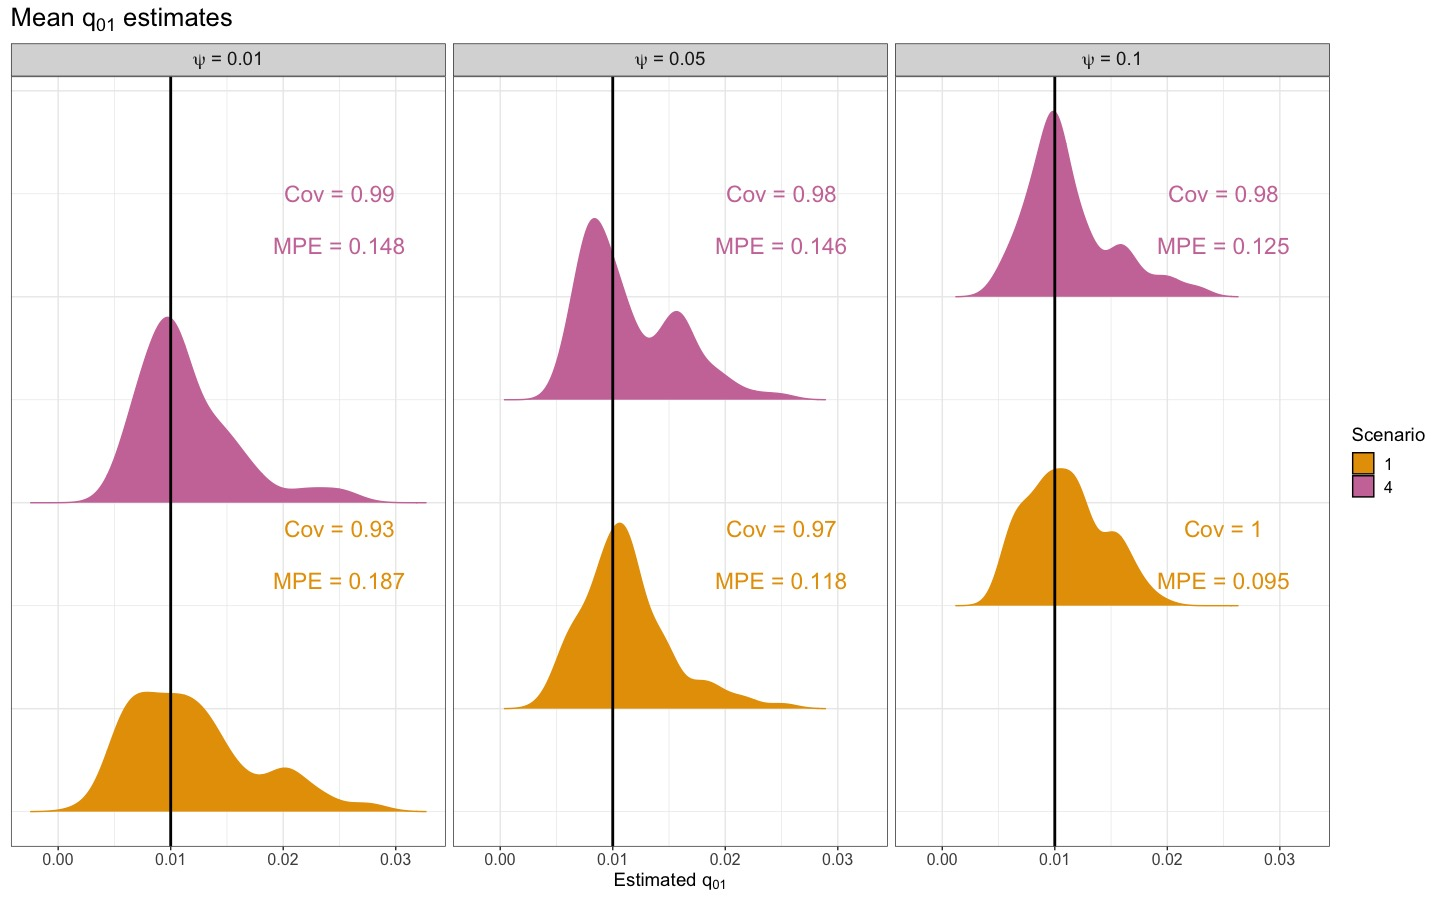 Mean q01 estimates
ψ = 0.01
ψ = 0.05
ψ = 0.1
Cov = 0.99
MPE = 0.148
Cov = 0.98
MPE = 0.146
Cov = 0.98
MPE = 0.125
Cov = 0.93
MPE = 0.187
Cov = 0.97
MPE = 0.118
Cov = 1
MPE = 0.095
Scenario
1
4
0.00 0.01 0.02 0.03
0.00 0.01 0.02 0.03
0.00 0.01 0.02 0.03
Estimated q01